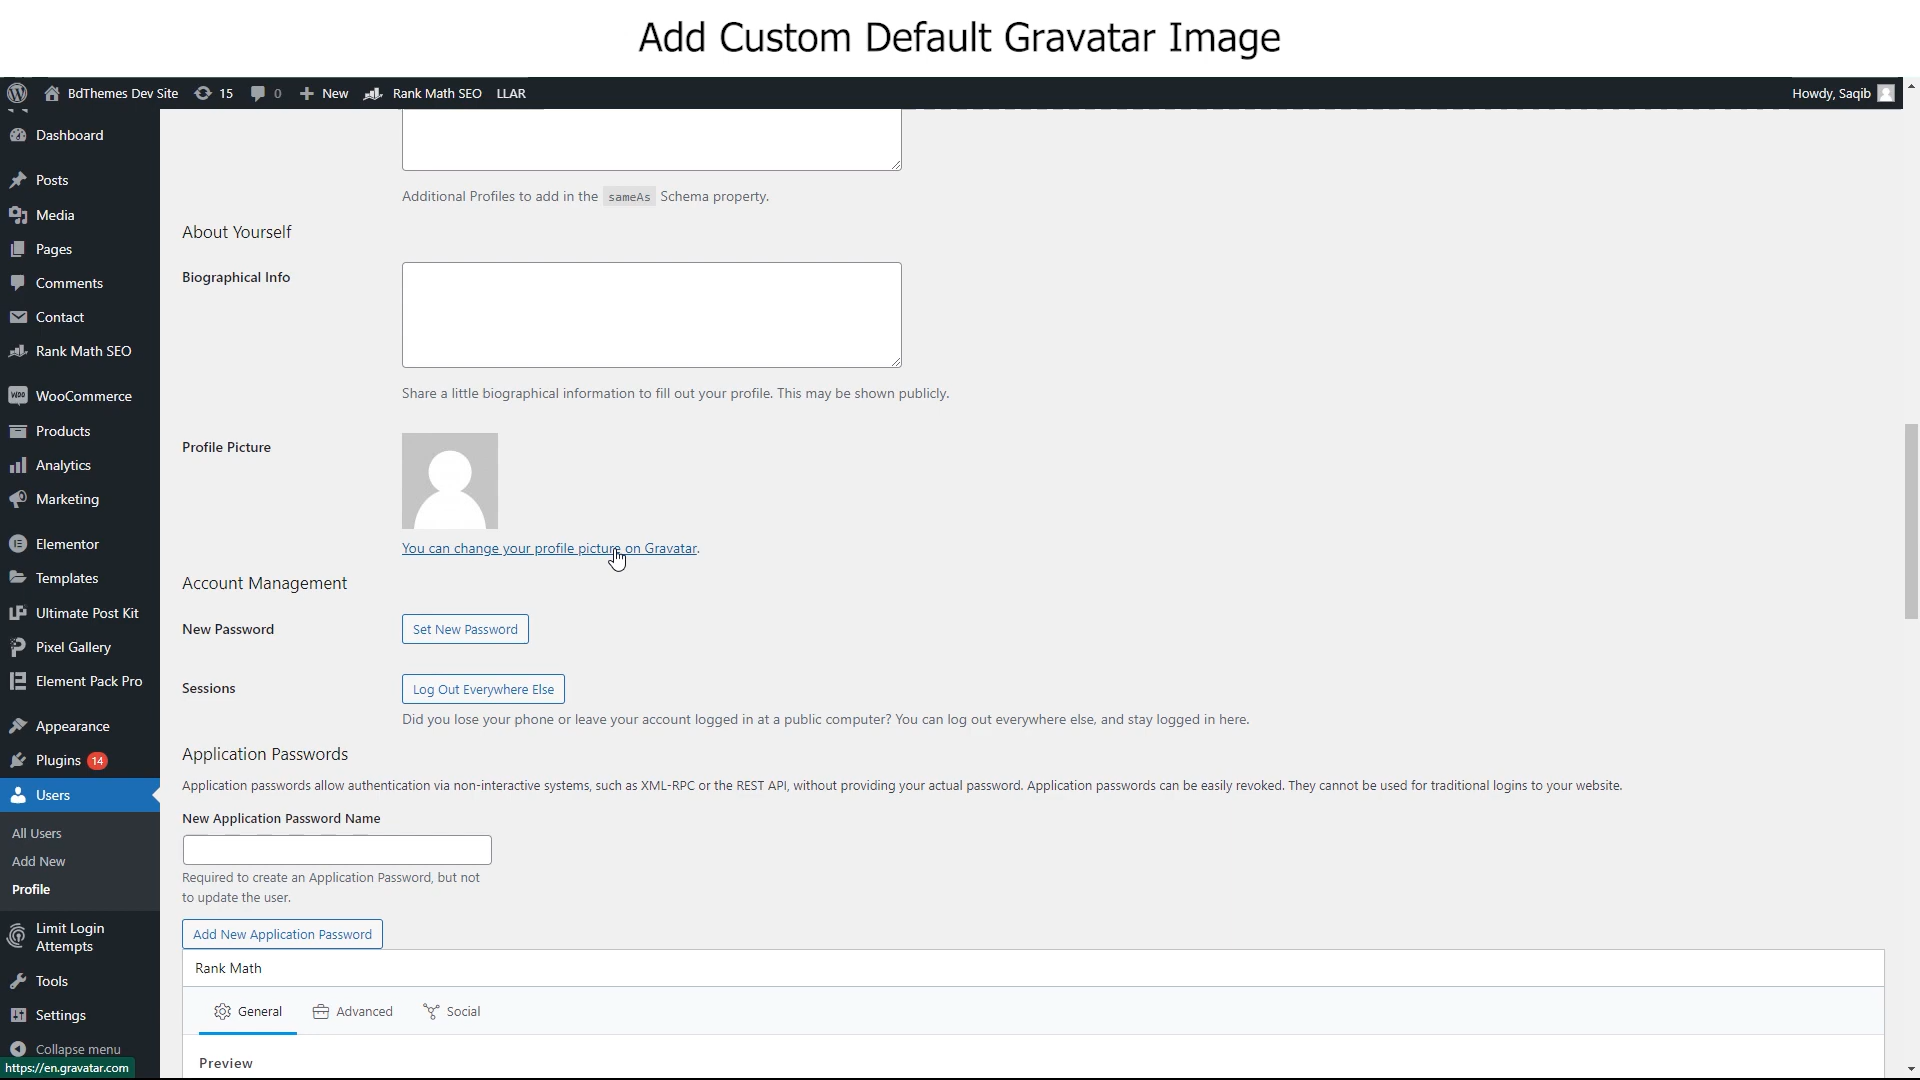 Add Custom Default Gravatar Image
BdThemes Dev Site 15 0 New Rank Math SEO LLAR Howdy, Saqib
Dashboard
Posts
Media
Pages
Comments
Contact
Rank Math SEO
WooCommerce
Products
Analytics
Marketing
Elementor
Templates
Ultimate Post Kit
Pixel Gallery
Element Pack Pro
Appearance
Plugins 14
Users
All Users
Add New
Profile
Limit Login
Attempts
Tools
Settings
Collapse menu
https://en.gravatar.com
Additional Profiles to add in the sameAs Schema property.
About Yourself
Biographical Info
Share a little biographical information to fill out your profile. This may be shown publicly.
Profile Picture
You can change your profile picture on Gravatar.
Account Management
New Password Set New Password
Sessions Log Out Everywhere Else
Did you lose your phone or leave your account logged in at a public computer? You can log out everywhere else, and stay logged in here.
Application Passwords
Application passwords allow authentication via non-interactive systems, such as XML-RPC or the REST API, without providing your actual password. Application passwords can be easily revoked. They cannot be used for traditional logins to your website.
New Application Password Name
Required to create an Application Password, but not
to update the user.
Add New Application Password
Rank Math
General Advanced Social
Preview